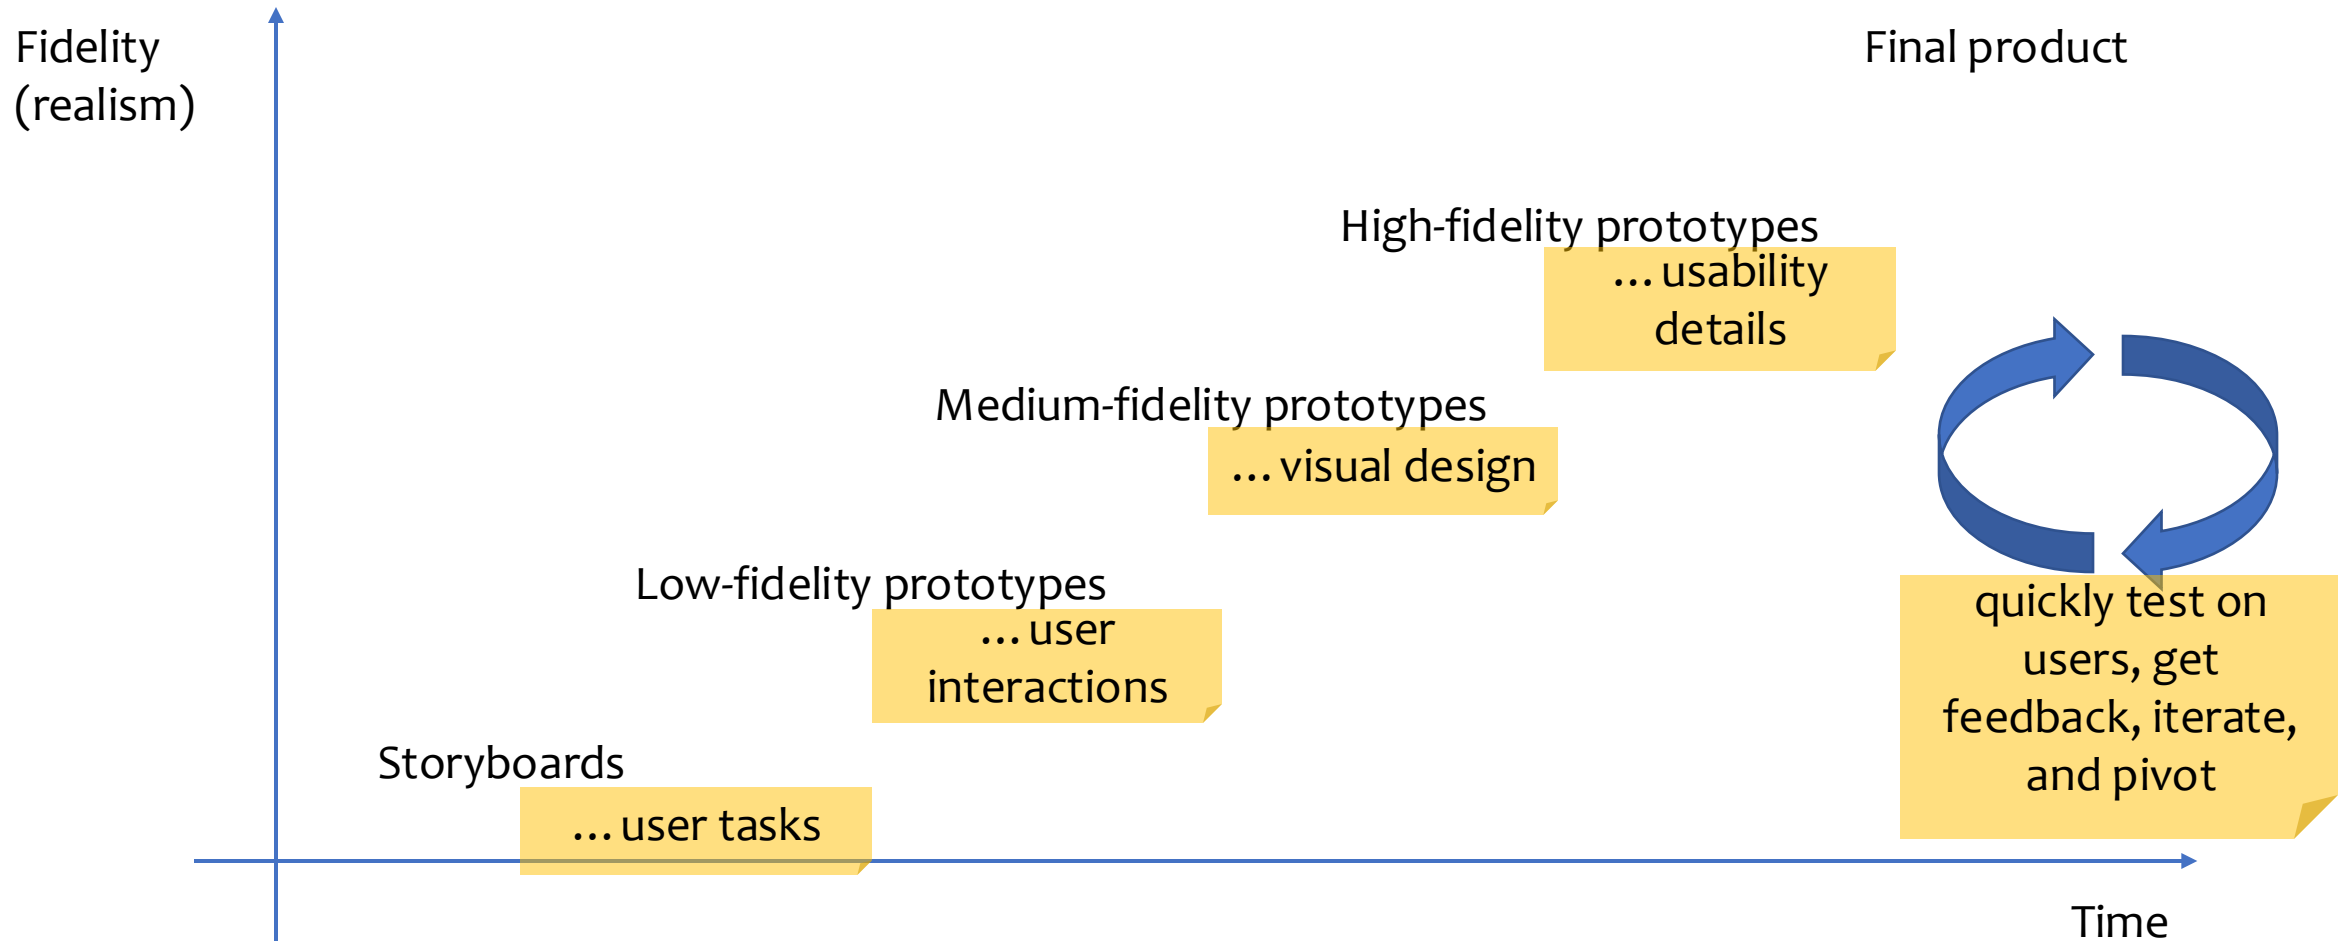 Fidelity
(realism)
Final product
High-fidelity prototypes
... usability
details
Medium-fidelity prototypes
... visual design
Low-fidelity prototypes
... user
interactions
quickly test on
users, get
feedback, iterate,
and pivot
Storyboards
... user tasks
Time